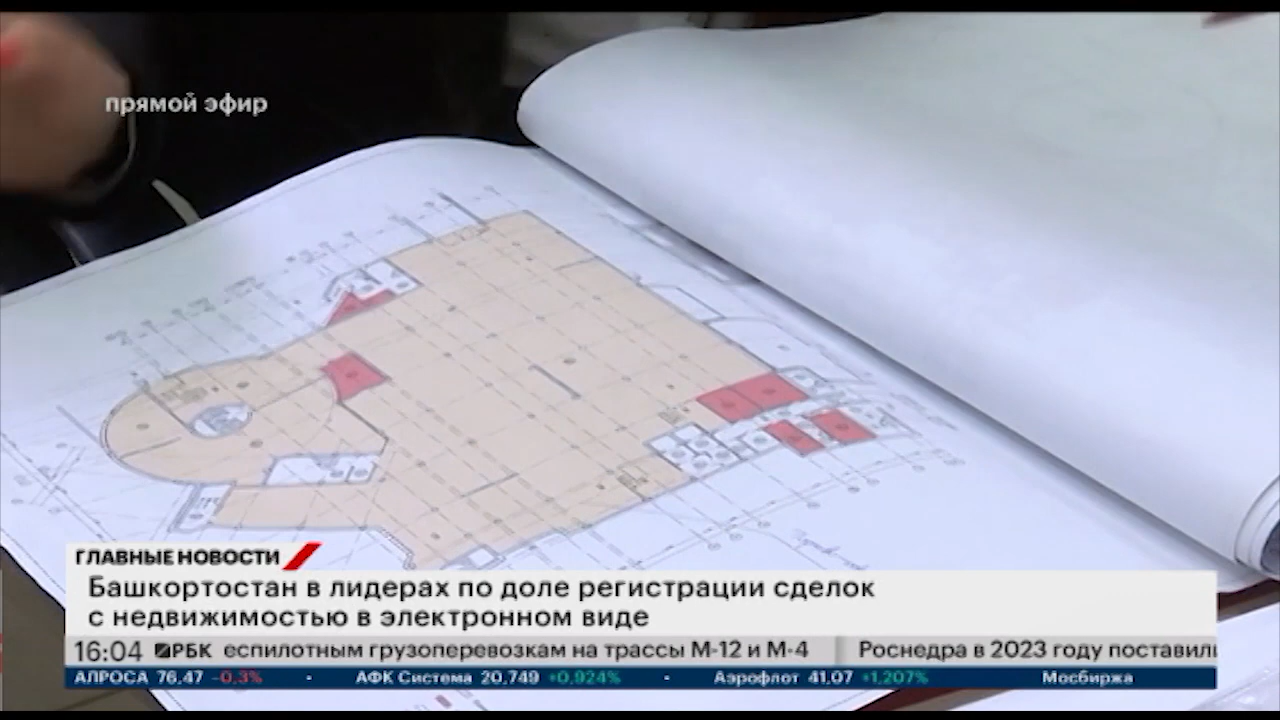 прямой эфир
ГЛАВНЫЕ НОВОСТИ
Башкортостан в лидерах по доле регистрации сделок
с недвижимостью в электронном виде
16:04 РБК еспилотным грузоперевозкам на трассы М-12 и М-4 Роснедра в 2023 году поставили
АЛРОСА 76,47 -0,3% - АФК Система 20,749 +0,924% - Аэрофлот 41,07 +1,207% Мосбиржа